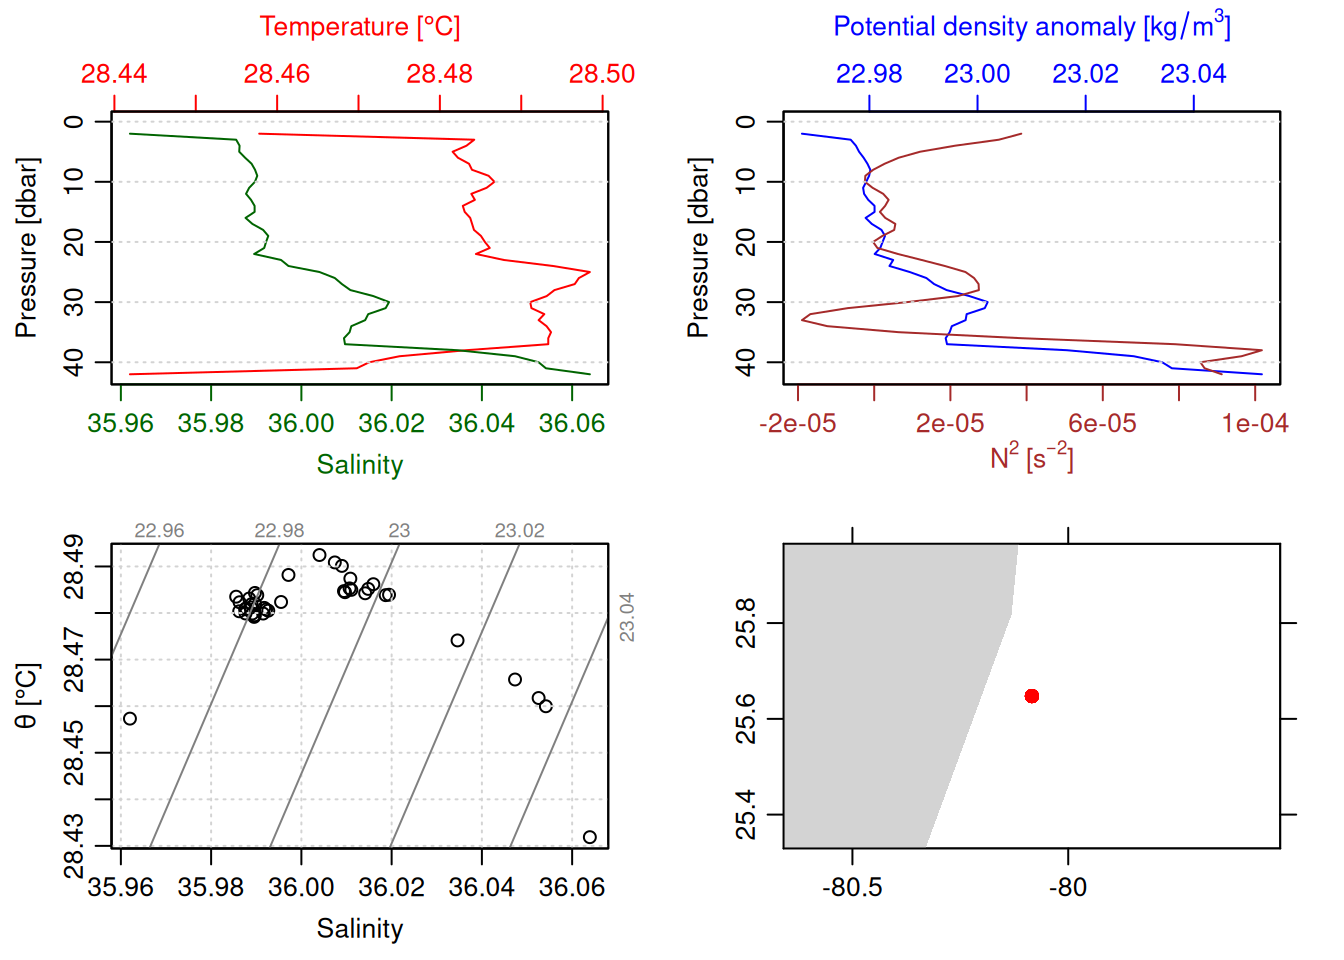 Temperature [°C]
28.44 28.46 28.48 28.50
0 10 20 30 40
Pressure [dbar]
35.96 35.98 36.00 36.02 36.04 36.06
Salinity
Potential density anomaly [kg/m³]
22.98 23.00 23.02 23.04
0 10 20 30 40
Pressure [dbar]
-2e-05 2e-05 6e-05 1e-04
N² [s⁻²]
22.96 22.98 23 23.02
23.04
28.49 28.47 28.45 28.43
θ [°C]
35.96 35.98 36.00 36.02 36.04 36.06
Salinity
25.8 25.6 25.4
-80.5 -80